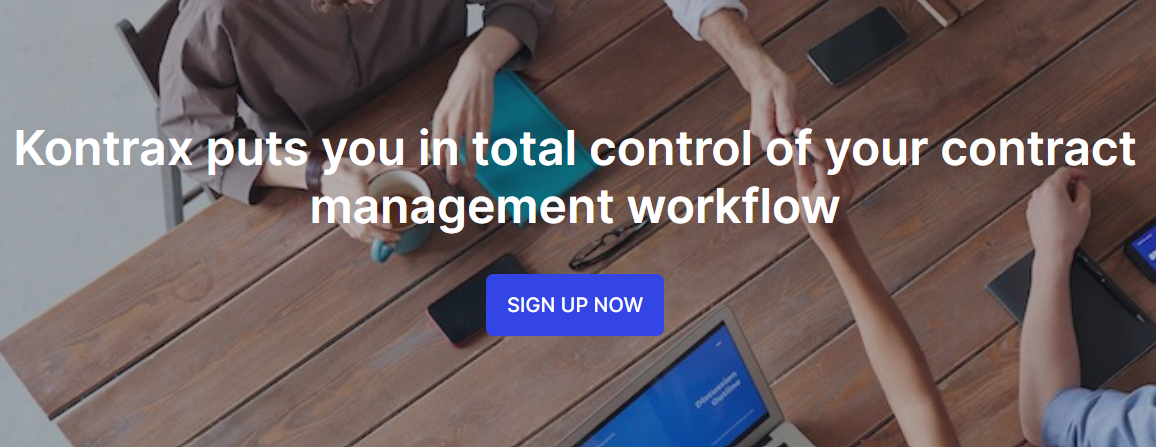 Kontrax puts you in total control of your contract
management workflow
SIGN UP NOW
Discussion
Outline